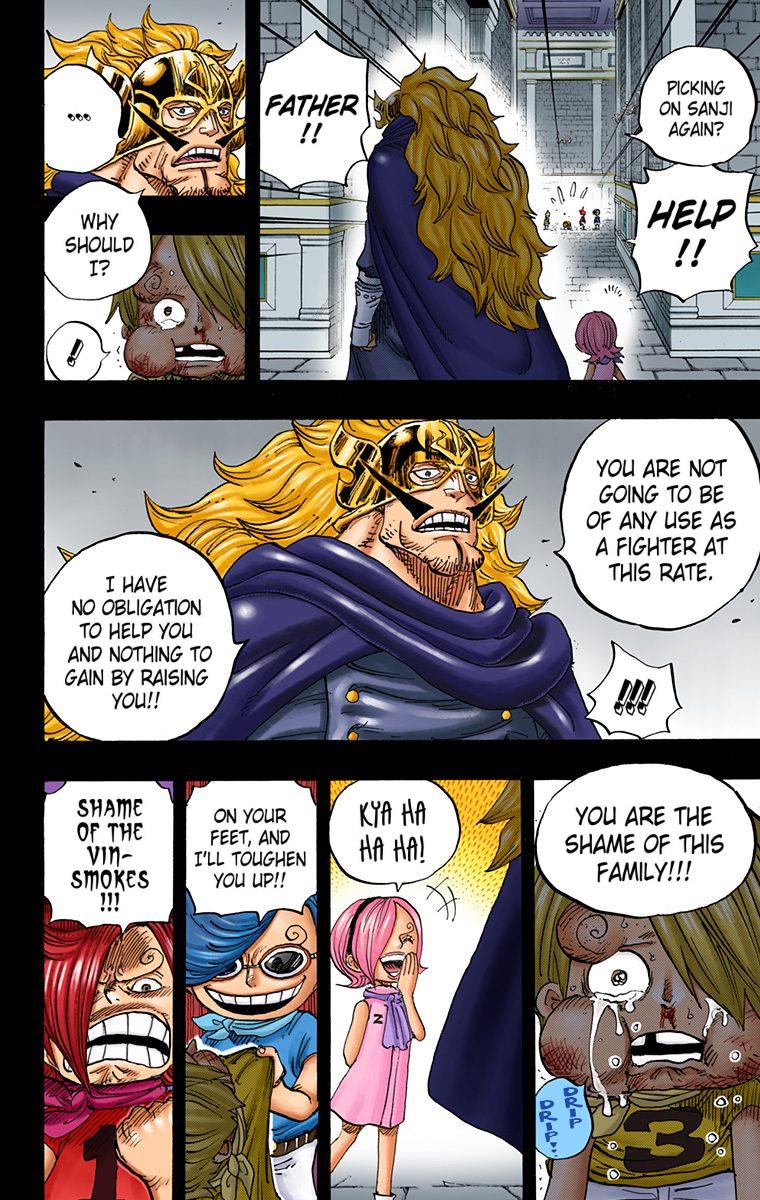 PICKING
ON SANJI
AGAIN?
HELP
!!
FATHER
!!
...
WHY
SHOULD
I?
!!
YOU ARE NOT
GOING TO BE
OF ANY USE AS
A FIGHTER AT
THIS RATE.
!!!
I HAVE
NO OBLIGATION
TO HELP YOU
AND NOTHING TO
GAIN BY RAISING
YOU!!
YOU ARE THE
SHAME OF THIS
FAMILY!!!
DRIP
DRIP
3
KYA HA
HA HA!
Z
ON YOUR
FEET, AND
I'LL TOUGHEN
YOU UP!!
SHAME
OF THE
VIN-
SMOKES
!!!
1